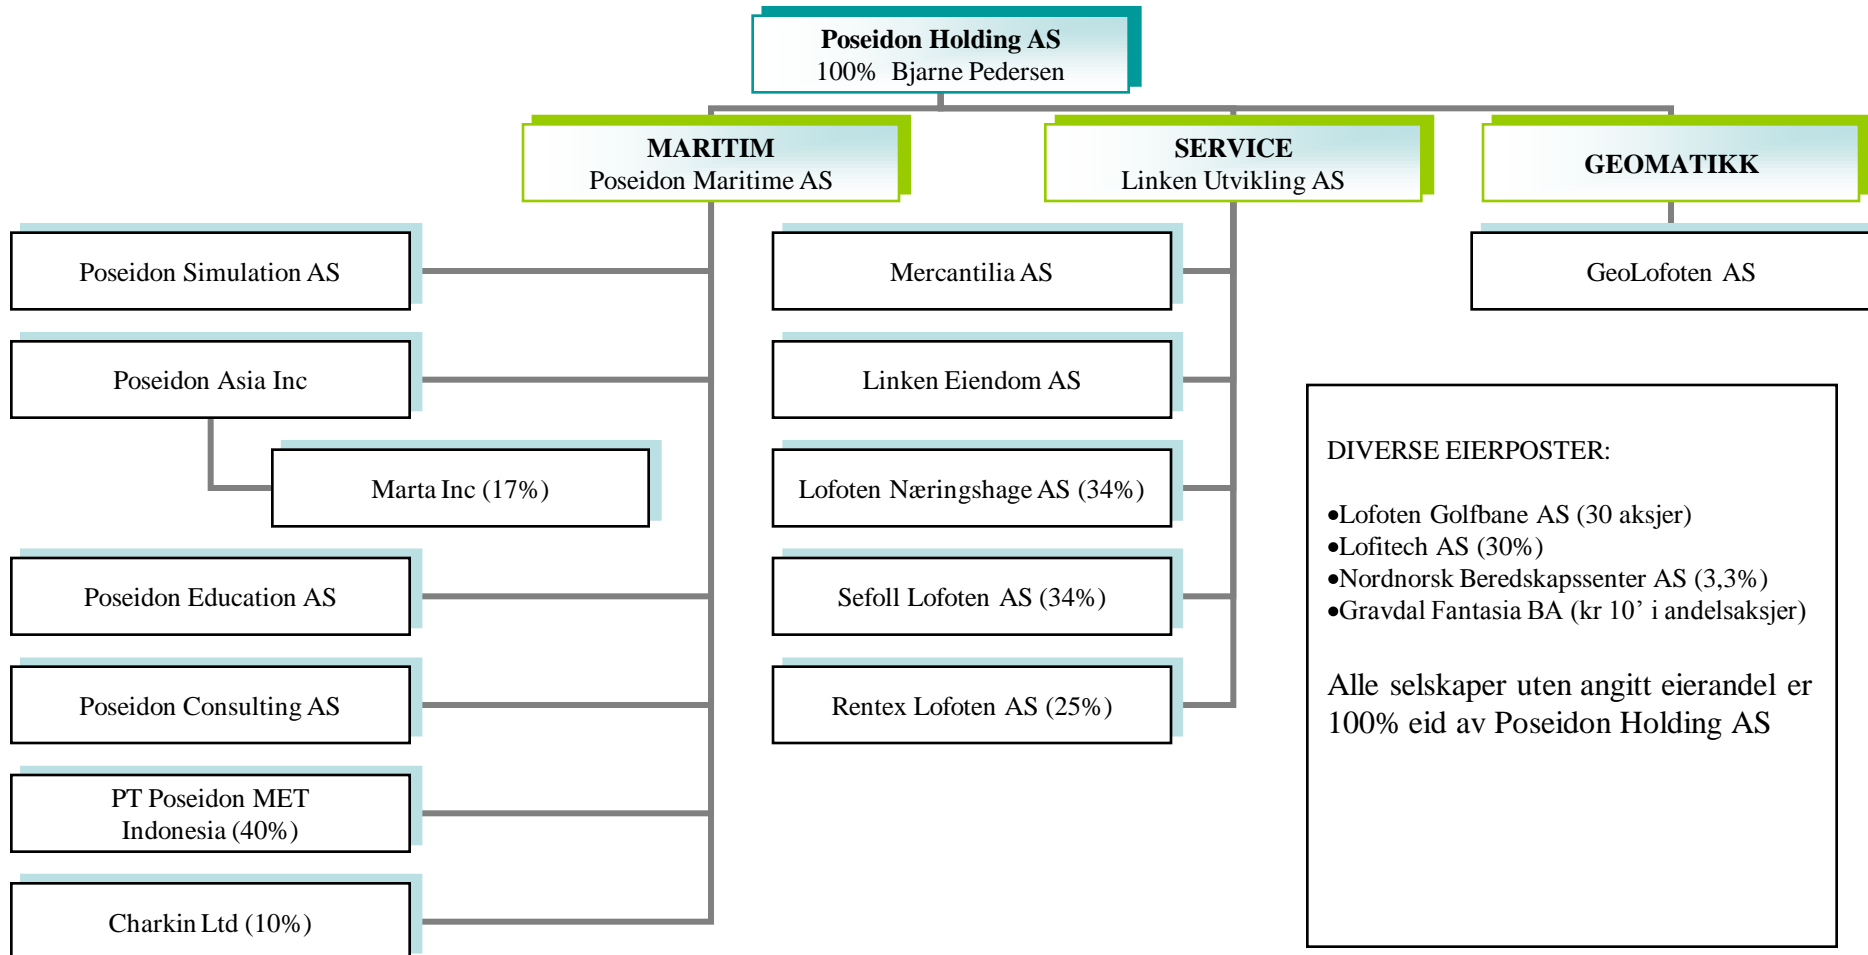 Poseidon Holding AS
100% Bjarne Pedersen
MARITIM
Poseidon Maritime AS
SERVICE
Linken Utvikling AS
GEOMATIKK
Poseidon Simulation AS
Poseidon Asia Inc
Marta Inc (17%)
Poseidon Education AS
Poseidon Consulting AS
PT Poseidon MET
Indonesia (40%)
Charkin Ltd (10%)
Mercantilia AS
Linken Eiendom AS
Lofoten Næringshage AS (34%)
Sefoll Lofoten AS (34%)
Rentex Lofoten AS (25%)
GeoLofoten AS
DIVERSE EIERPOSTER:
•Lofoten Golfbane AS (30 aksjer)
•Lofitech AS (30%)
•Nordnorsk Beredskapssenter AS (3,3%)
•Gravdal Fantasia BA (kr 10’ i andelsaksjer)
Alle selskaper uten angitt eierandel er
100% eid av Poseidon Holding AS